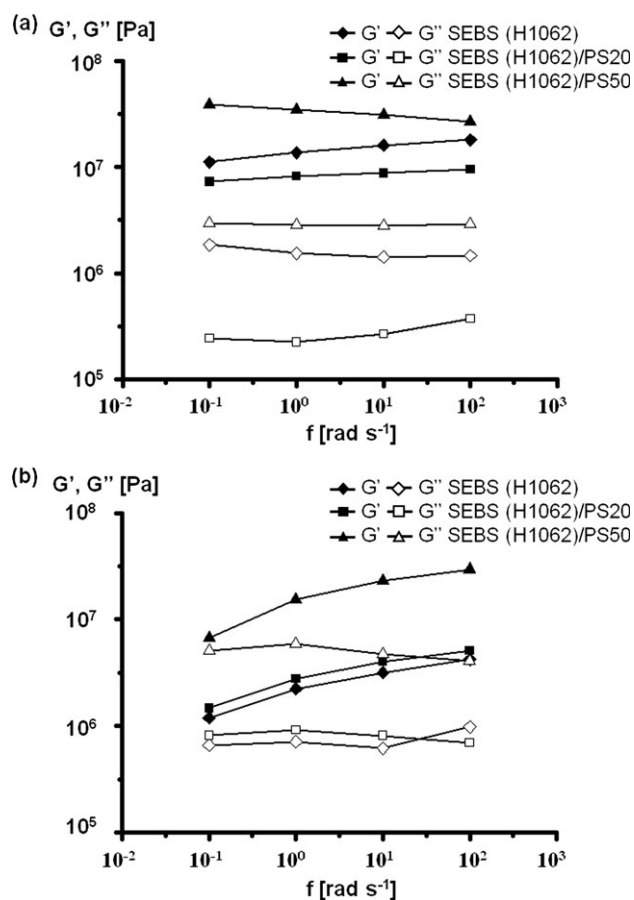 (a) G', G'' [Pa]
G' G'' SEBS (H1062)
G' G'' SEBS (H1062)/PS20
G' G'' SEBS (H1062)/PS50
10⁸
10⁷
10⁶
10⁵
10⁻² 10⁻¹ 10⁰ 10¹ 10² 10³
f [rad s⁻¹]
(b) G', G'' [Pa]
G' G'' SEBS (H1062)
G' G'' SEBS (H1062)/PS20
G' G'' SEBS (H1062)/PS50
10⁸
10⁷
10⁶
10⁵
10⁻² 10⁻¹ 10⁰ 10¹ 10² 10³
f [rad s⁻¹]